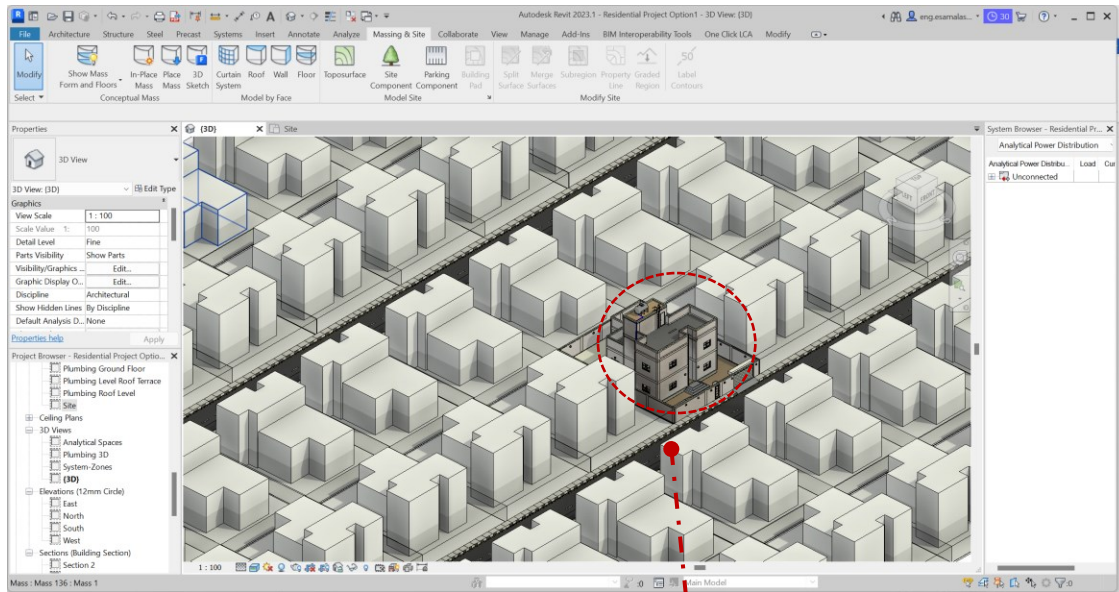 Autodesk Revit 2023.1 - Residential Project Option1 - 3D View: {3D}
eng.esamalas...
30
File Architecture Structure Steel Precast Systems Insert Annotate Analyze Massing & Site Collaborate View Manage Add-Ins BIM Interoperability Tools One Click LCA Modify
Modify
Show Mass Form and Floors
In-Place Mass
Place Mass
3D Sketch
Curtain System
Roof
Wall
Floor
Toposurface
Site Component
Parking Component
Building Pad
Split Surface
Merge Surfaces
Subregion
Property Line
Graded Region
Label Contours
Select
Conceptual Mass
Model by Face
Model Site
Modify Site
Properties
{3D}
Site
System Browser - Residential Pr...
3D View
Analytical Power Distribution
3D View: {3D}
Edit Type
Analytical Power Distribu... Load Cur
Unconnected
Graphics
View Scale 1 : 100
Scale Value 1: 100
Detail Level Fine
Parts Visibility Show Parts
Visibility/Graphics ... Edit...
Graphic Display O... Edit...
Discipline Architectural
Show Hidden Lines By Discipline
Default Analysis D... None
Properties help
Apply
Project Browser - Residential Project Optio...
Plumbing Ground Floor
Plumbing Level Roof Terrace
Plumbing Roof Level
Site
Ceiling Plans
3D Views
Analytical Spaces
Plumbing 3D
System-Zones
{3D}
Elevations (12mm Circle)
East
North
South
West
Sections (Building Section)
Section 2
FRONT
1 : 100
Mass : Mass 136 : Mass 1
:0
Main Model
:0